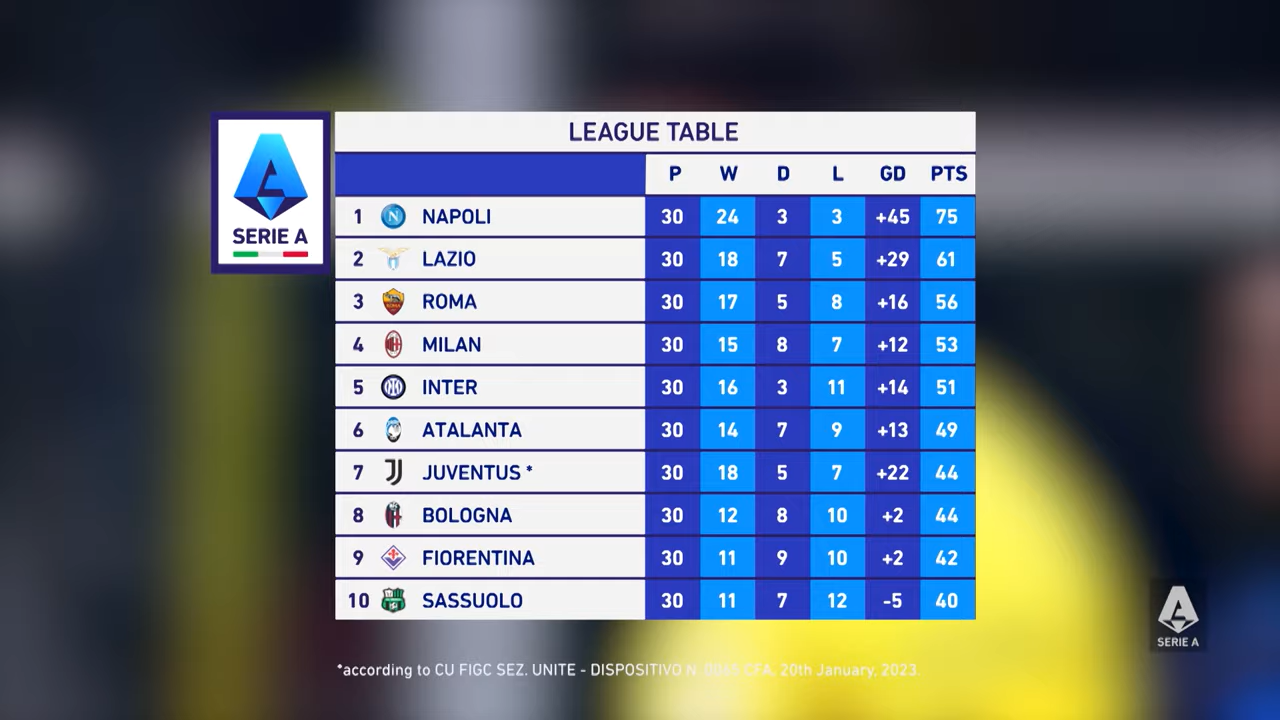 LEAGUE TABLE
P W D L GD PTS
SERIE A
1 NAPOLI 30 24 3 3 +45 75
2 LAZIO 30 18 7 5 +29 61
3 ROMA 30 17 5 8 +16 56
4 MILAN 30 15 8 7 +12 53
5 INTER 30 16 3 11 +14 51
6 ATALANTA 30 14 7 9 +13 49
7 JUVENTUS * 30 18 5 7 +22 44
8 BOLOGNA 30 12 8 10 +2 44
9 FIORENTINA 30 11 9 10 +2 42
10 SASSUOLO 30 11 7 12 -5 40
SERIE A
*according to CU FIGC SEZ. UNITE - DISPOSITIVO N. CFA, 20th January, 2023.